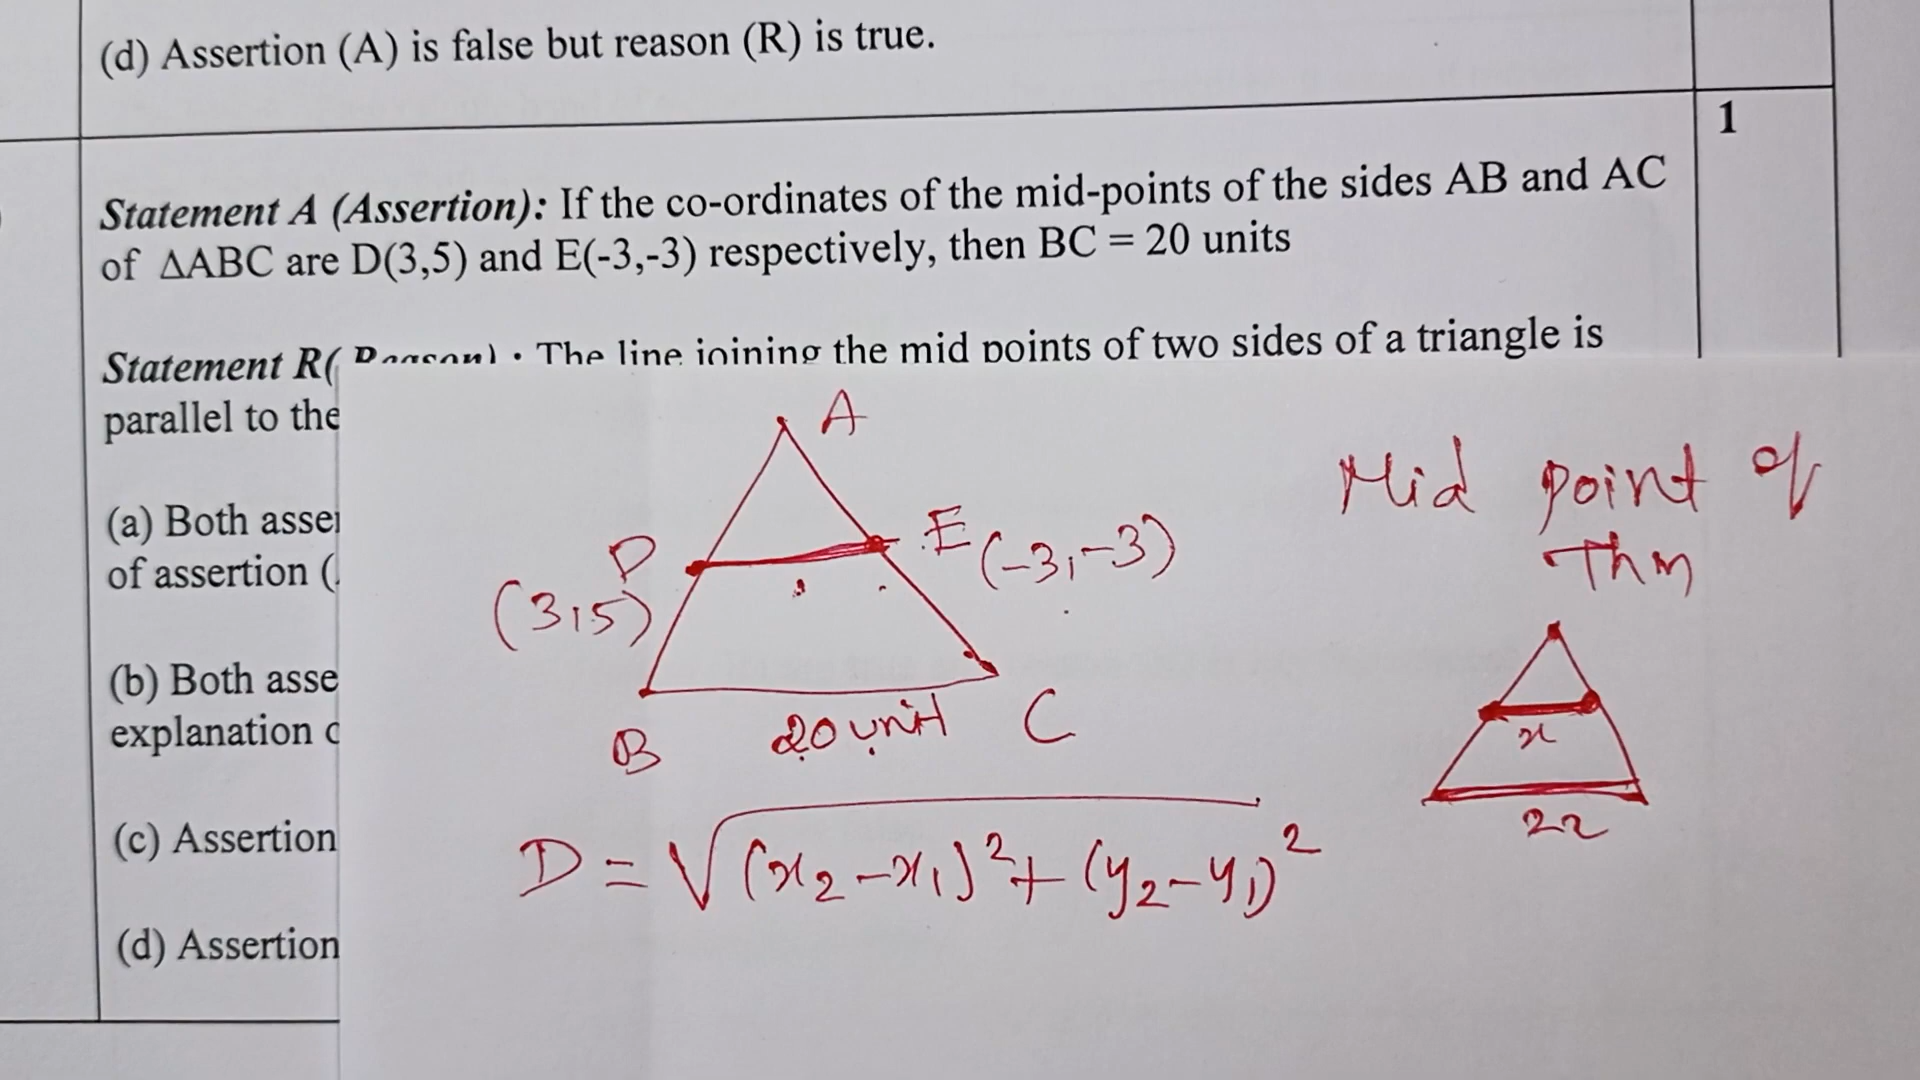 (d) Assertion (A) is false but reason (R) is true.
1
Statement A (Assertion): If the co-ordinates of the mid-points of the sides AB and AC
of ΔABC are D(3,5) and E(-3,-3) respectively, then BC = 20 units
Statement R( Reason) : The line joining the mid points of two sides of a triangle is
parallel to the
(a) Both asser
of assertion (
(b) Both asse
explanation o
(c) Assertion
(d) Assertion
A
D
(3,5)
E(-3,-3)
B
20 unit
C
D = √(x₂-x₁)²+(y₂-y₁)²
Mid point of
Thm
x
2x